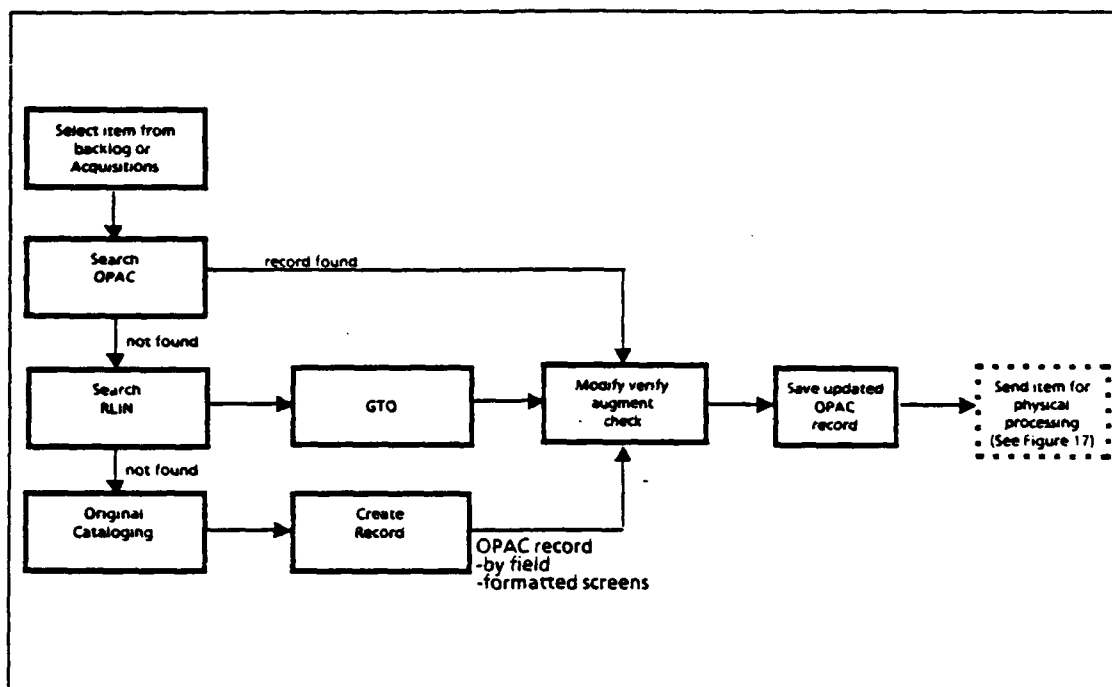 Select item from
backlog or
Acquisitions
Search
OPAC
record found
not found
Search
RLIN
GTO
Modify verify
augment
check
Save updated
OPAC
record
Send item for
physical
processing
(See Figure 17)
not found
Original
Cataloging
Create
Record
OPAC record
-by field
-formatted screens